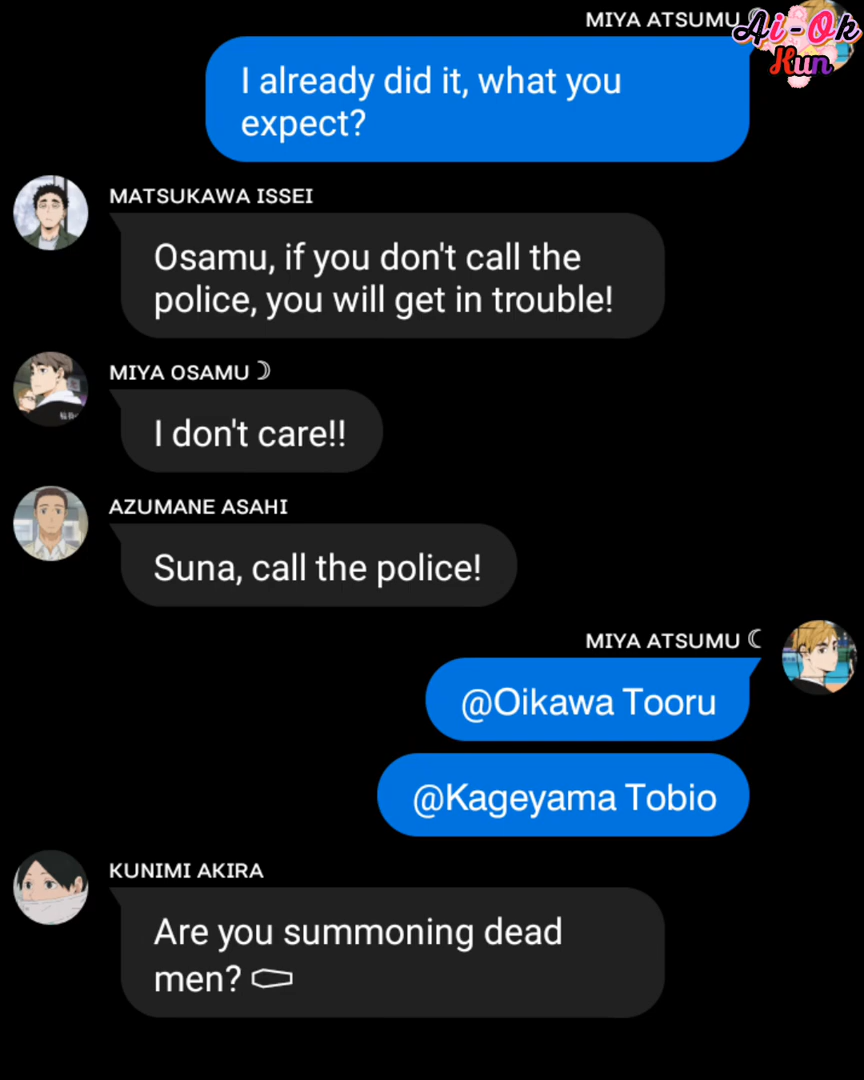 MIYA ATSUMU ☾
Ai-Ok
Kun
I already did it, what you
expect?
MATSUKAWA ISSEI
Osamu, if you don't call the
police, you will get in trouble!
MIYA OSAMU ☽
I don't care!!
AZUMANE ASAHI
Suna, call the police!
MIYA ATSUMU ☾
@Oikawa Tooru
@Kageyama Tobio
KUNIMI AKIRA
Are you summoning dead
men? ⚰